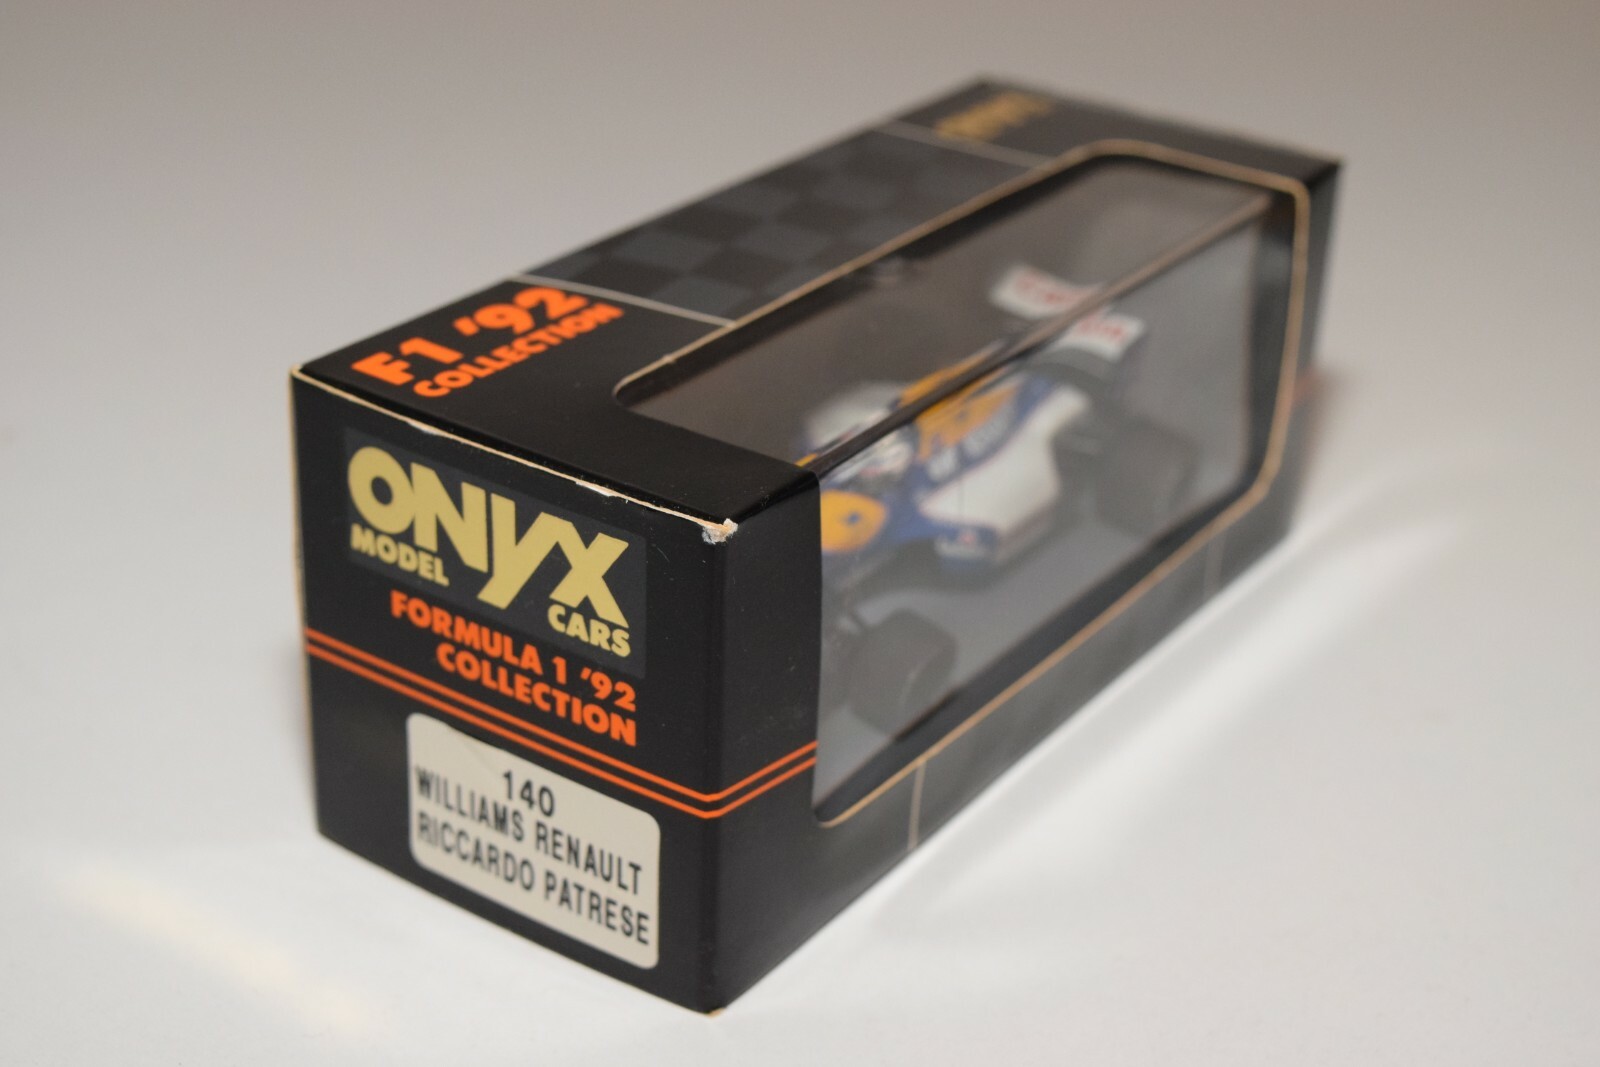 F1 '92
COLLECTION
ONYX
MODEL
CARS
FORMULA 1 '92
COLLECTION
140
WILLIAMS RENAULT
RICCARDO PATRESE